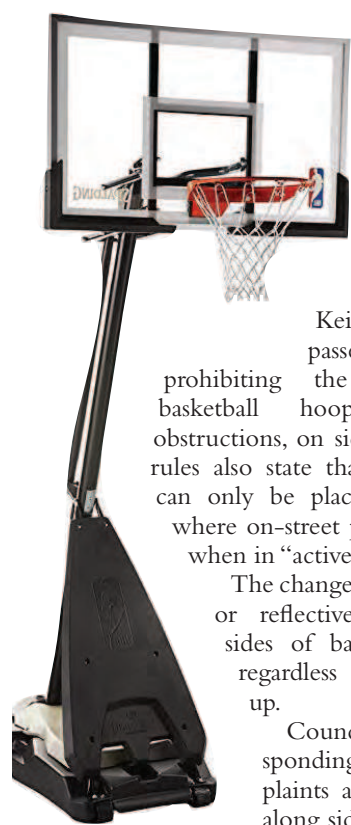 SPALDING
Kei
passe
prohibiting the
basketball hoop
obstructions, on si
rules also state tha
can only be plac
where on-street
when in “active
The change
or reflective
sides of ba
regardless
up.
Counc
sponding
plaints a
along sid